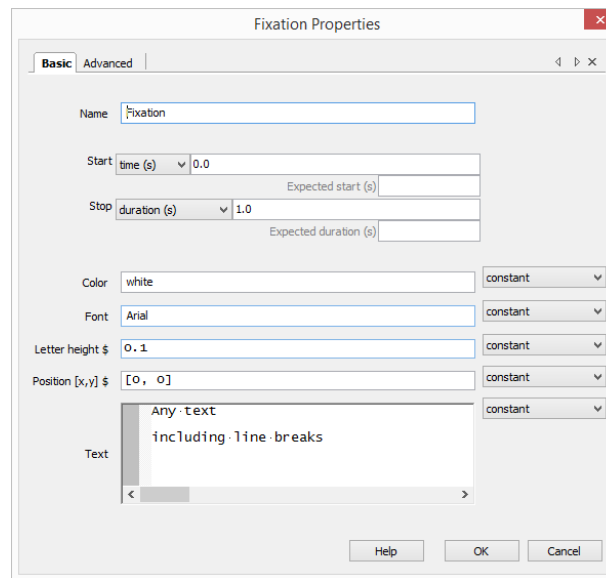 Fixation Properties
Basic Advanced
Name Fixation
Start time (s) 0.0
Expected start (s)
Stop duration (s) 1.0
Expected duration (s)
Color white constant
Font Arial constant
Letter height $ 0.1 constant
Position [x,y] $ [0, 0] constant
Text constant
Any text
including line breaks
Help OK Cancel